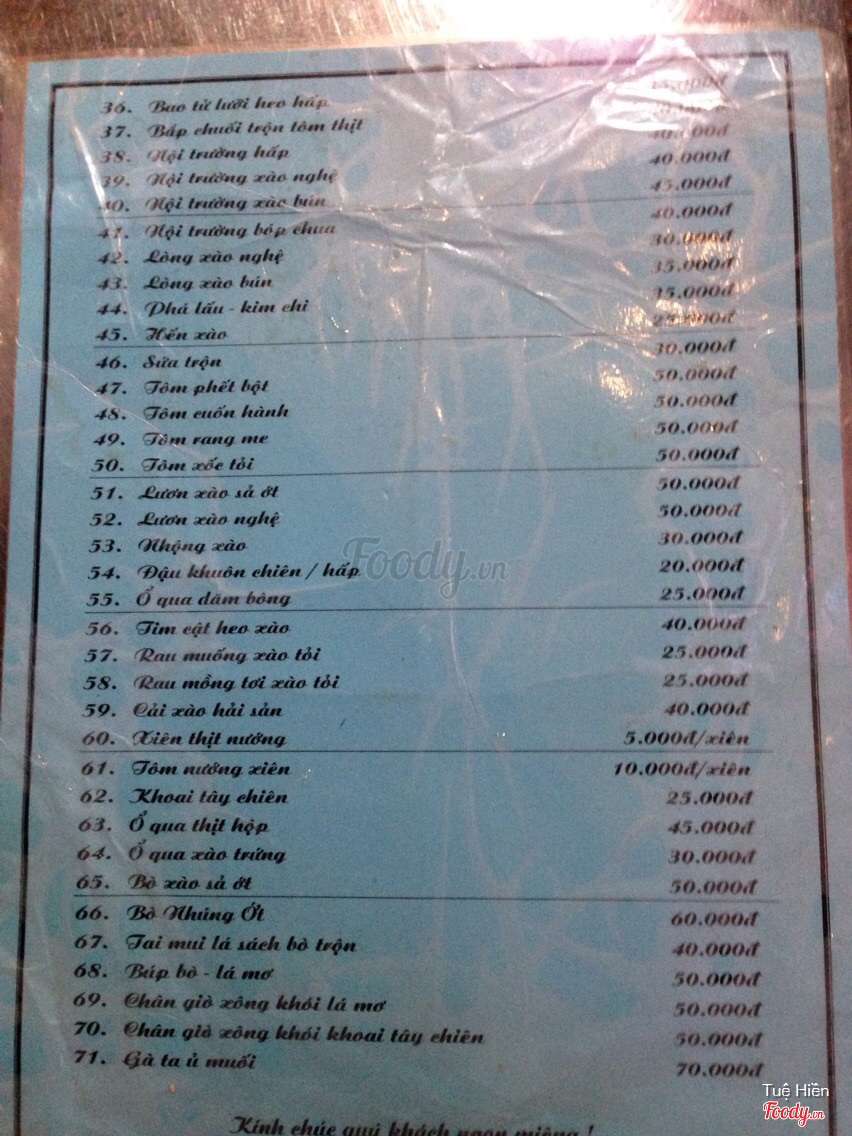 36. Bao tử lưỡi heo hấp
37. Bắp chuối trộn tôm thịt
38. Nội trường hấp 40.000đ
39. Nội trường xào nghệ 40.000đ
40. Nội trường xào bún 45.000đ
41. Nội trường bóp chua 40.000đ
42. Lòng xào nghệ 30.000đ
43. Lòng xào bún 35.000đ
44. Phá lấu - kim chi 35.000đ
45. Hến xào 25.000đ
46. Sứa trộn 30.000đ
47. Tôm phết bột 50.000đ
48. Tôm cuốn hành 50.000đ
49. Tôm rang me 50.000đ
50. Tôm xốc tỏi 50.000đ
51. Lươn xào sả ớt 50.000đ
52. Lươn xào nghệ 50.000đ
53. Nhộng xào 30.000đ
54. Đậu khuôn chiên / hấp 20.000đ
55. Ổ qua dăm bông 25.000đ
56. Tim cật heo xào 40.000đ
57. Rau muống xào tỏi 25.000đ
58. Rau mồng tơi xào tỏi 25.000đ
59. Cải xào hải sản 40.000đ
60. Xiên thịt nướng 5.000đ/xiên
61. Tôm nướng xiên 10.000đ/xiên
62. Khoai tây chiên 25.000đ
63. Ổ qua thịt hộp 45.000đ
64. Ổ qua xào trứng 30.000đ
65. Bò xào sả ớt 50.000đ
66. Bò Nhúng Ớt 60.000đ
67. Tai mui lá sách bò trộn 40.000đ
68. Búp bò - lá mơ 50.000đ
69. Chân giò xông khói lá mơ 50.000đ
70. Chân giò xông khói khoai tây chiên 50.000đ
71. Gà ta ủ muối 70.000đ
Kính chúc quý khách ngon miệng !
Foody.vn
Tuệ Hiền
Foody.vn